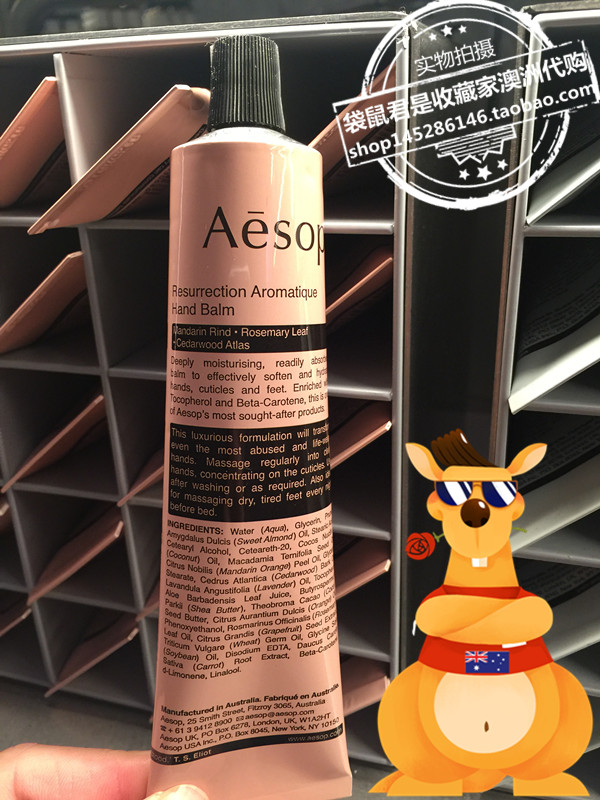 实物拍摄
袋鼠君是收藏家澳洲代购
shop145286146.taobao.com
Aēsop
Resurrection Aromatique
Hand Balm
Mandarin Rind • Rosemary Leaf
• Cedarwood Atlas
Deeply moisturising, readily
balm to effectively soften and
hands, cuticles and feet. Enriched
Tocopherol and Beta-Carotene, this is
of Aesop's most sought-after products.
This luxurious formulation will
even the most abused and
hands. Massage regularly into
hands, concentrating on the cuticles.
after washing or as required. Also
for massaging dry, tired feet every
before bed.
INGREDIENTS: Water (Aqua), Glycerin,
Amygdalus Dulcis (Sweet Almond) Oil,
Cetearyl Alcohol, Ceteareth-20, Cocos
(Coconut) Oil, Macadamia Ternifolia Seed
Citrus Nobilis (Mandarin Orange) Peel Oil,
Stearate, Cedrus Atlantica (Cedarwood) Bark
Lavandula Angustifolia (Lavender) Oil,
Aloe Barbadensis Leaf Juice,
Parkii (Shea Butter), Theobroma Cacao
Seed Butter, Citrus Aurantium Dulcis
Phenoxyethanol, Rosmarinus Officinalis
Leaf Oil, Citrus Grandis (Grapefruit) Seed
Triticum Vulgare (Wheat) Germ Oil, Glycine
(Soybean) Oil, Disodium EDTA, Daucus
Sativa (Carrot) Root Extract,
d-Limonene, Linalool.
Manufactured in Australia. Fabriqué en
Aesop, 25 Smith Street, Fitzroy 3065, Australia
+ 61 3 9412 8900 aesop@aesop.com
Aesop UK, PO Box 6278, London, UK, W1A2HT
Aesop USA Inc., P.O. Box 8045, New York, NY
www.aesop.com
T. S. Eliot